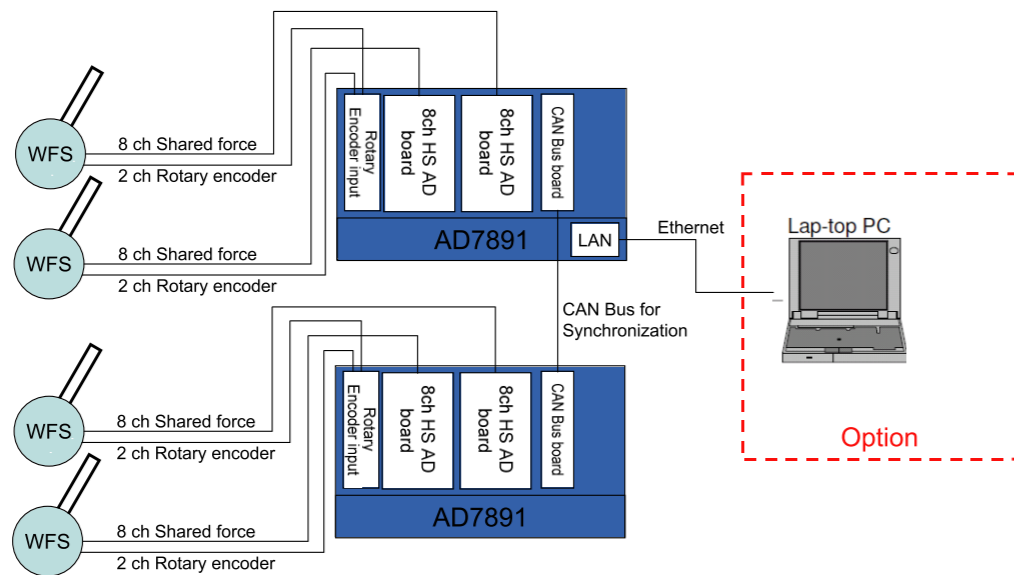 WFS
8 ch Shared force
2 ch Rotary encoder
WFS
8 ch Shared force
2 ch Rotary encoder
Rotary
Encoder input
8ch HS AD
board
8ch HS AD
board
CAN Bus board
AD7891
LAN
Ethernet
Lap-top PC
Option
CAN Bus for
Synchronization
WFS
8 ch Shared force
2 ch Rotary encoder
WFS
8 ch Shared force
2 ch Rotary encoder
Rotary
Encoder input
8ch HS AD
board
8ch HS AD
board
CAN Bus board
AD7891